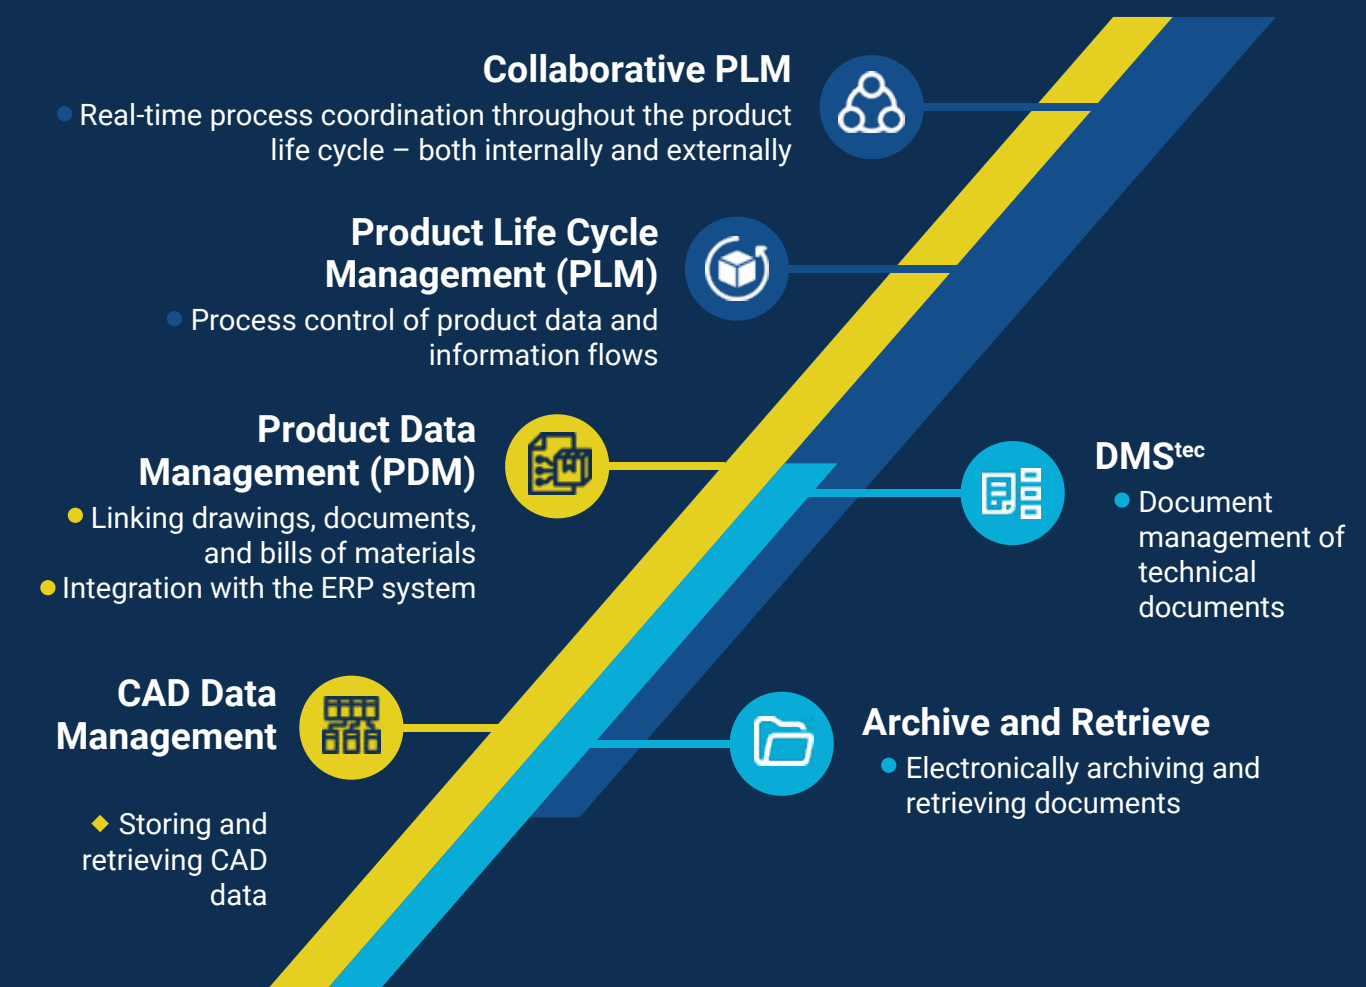 Collaborative PLM
Real-time process coordination throughout the product
life cycle – both internally and externally
Product Life Cycle
Management (PLM)
Process control of product data and
information flows
Product Data
Management (PDM)
Linking drawings, documents,
and bills of materials
Integration with the ERP system
DMStec
Document
management of
technical
documents
CAD Data
Management
Storing and
retrieving CAD
data
Archive and Retrieve
Electronically archiving and
retrieving documents